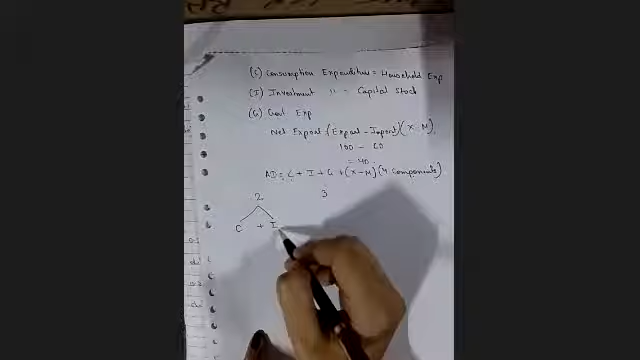 (C) Consumption Expenditure = Household Exp
(I) Investment " = Capital Stock
(G) Govt Exp
Net Export (Export - Import) (X - M)
100 - 60
= 40
AD = C + I + G + (X - M) (4 Components)
2 3
C + I